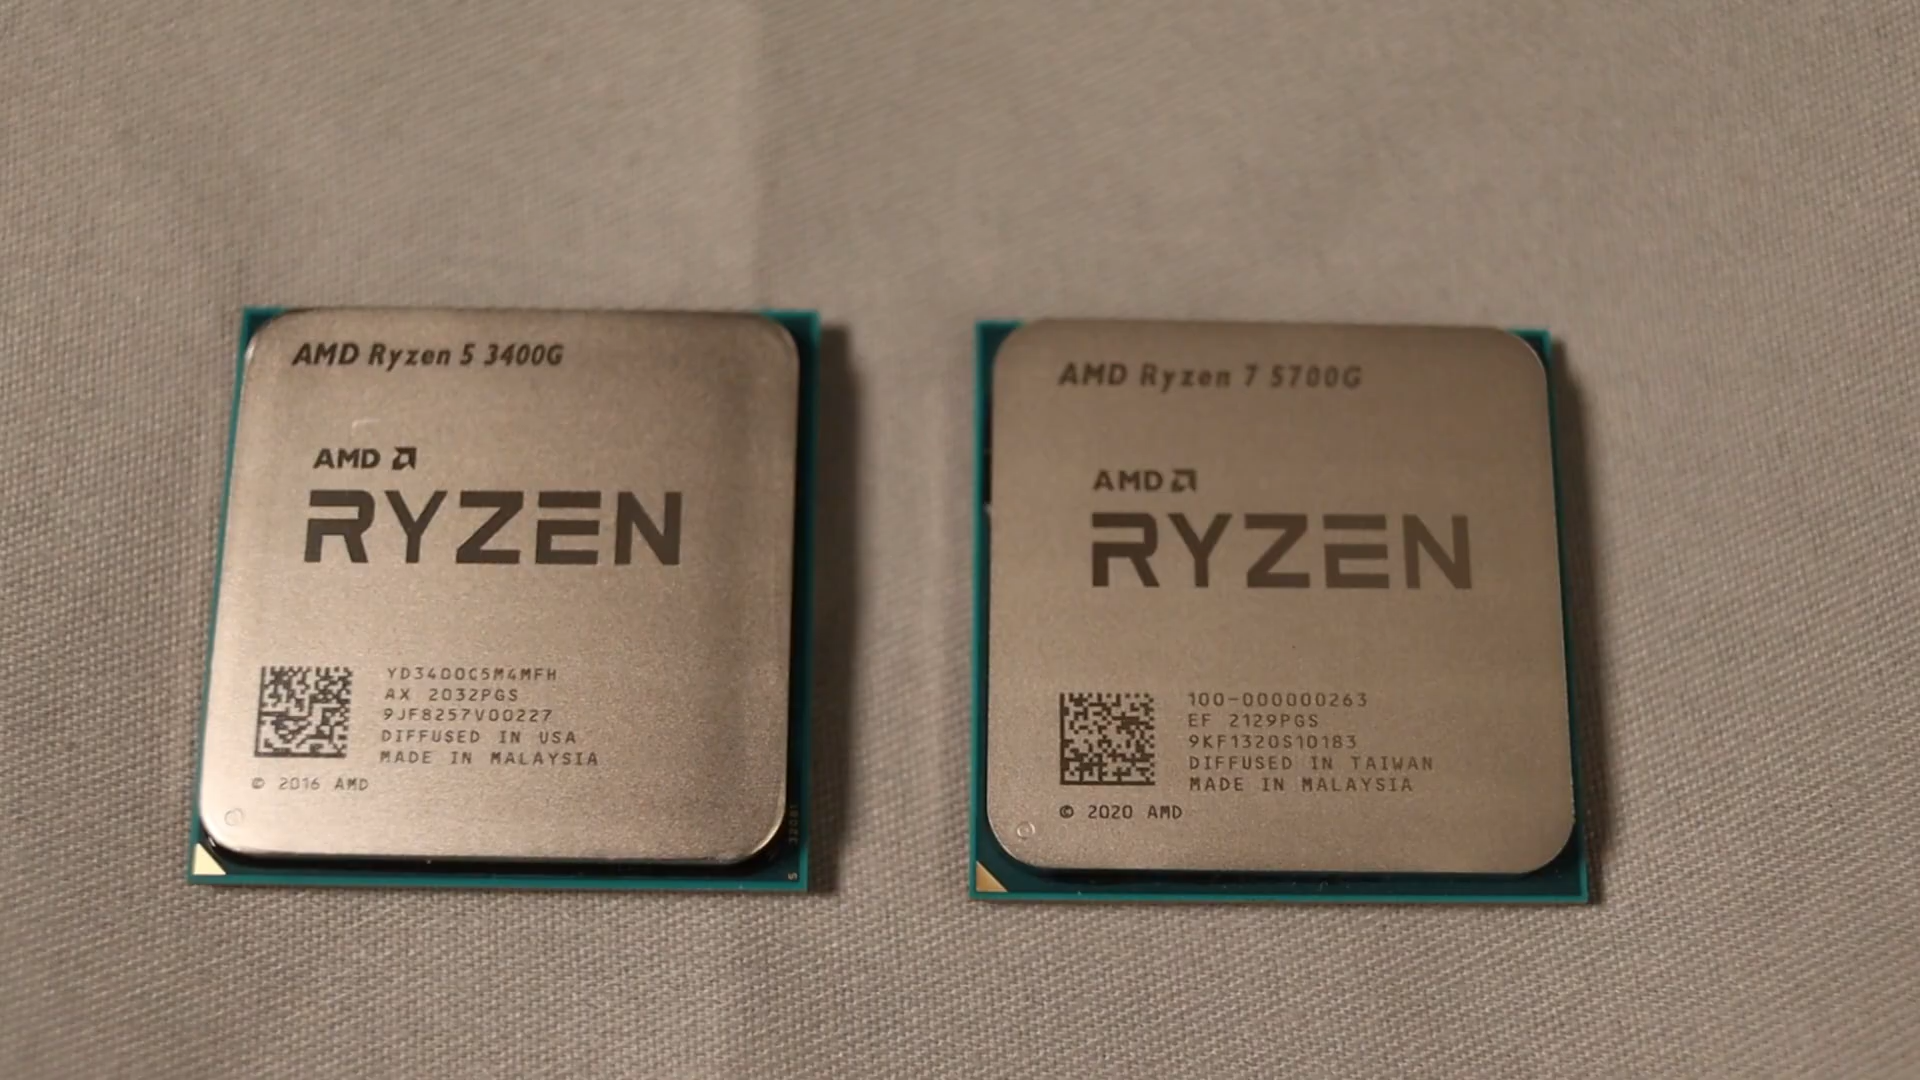 AMD Ryzen 5 3400G
AMD
RYZEN
YD3400C5M4MFH
AX 2032PGS
9JF8257V00227
DIFFUSED IN USA
MADE IN MALAYSIA
© 2016 AMD
AMD Ryzen 7 5700G
AMD
RYZEN
100-000000263
EF 2129PGS
9KF1320S10183
DIFFUSED IN TAIWAN
MADE IN MALAYSIA
© 2020 AMD